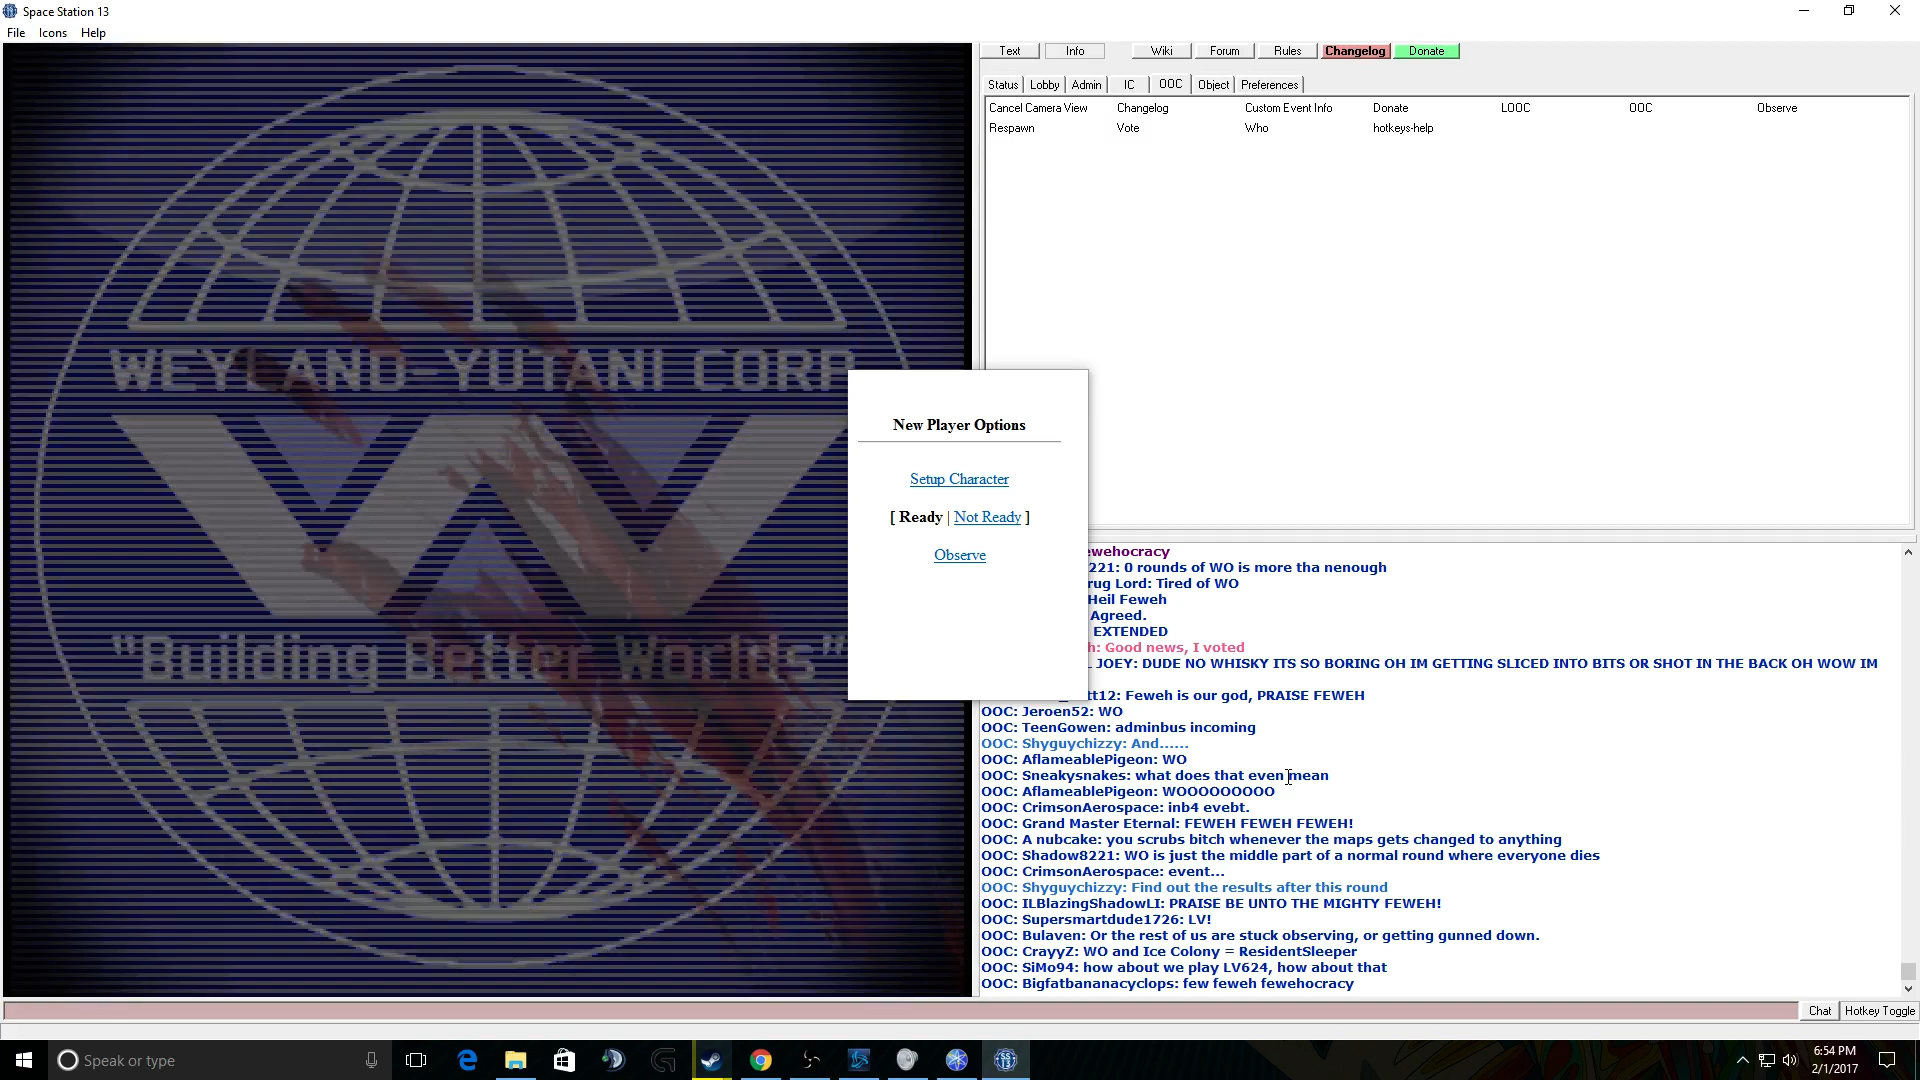 Space Station 13
File Icons Help
Text Info Wiki Forum Rules Changelog Donate
Status Lobby Admin IC OOC Object Preferences
Cancel Camera View Changelog Custom Event Info Donate LOOC OOC Observe
Respawn Vote Who hotkeys-help
WEYLAND-YUTANI CORP
"Building Better Worlds"
New Player Options
Setup Character
[ Ready | Not Ready ]
Observe
ewehocracy
221: 0 rounds of WO is more tha nenough
rug Lord: Tired of WO
Heil Feweh
Agreed.
EXTENDED
h: Good news, I voted
JOEY: DUDE NO WHISKY ITS SO BORING OH IM GETTING SLICED INTO BITS OR SHOT IN THE BACK OH WOW IM
tt12: Feweh is our god, PRAISE FEWEH
OOC: Jeroen52: WO
OOC: TeenGowen: adminbus incoming
OOC: Shyguychizzy: And......
OOC: AflameablePigeon: WO
OOC: Sneakysnakes: what does that even mean
OOC: AflameablePigeon: WOOOOOOOOO
OOC: CrimsonAerospace: inb4 evebt.
OOC: Grand Master Eternal: FEWEH FEWEH FEWEH!
OOC: A nubcake: you scrubs bitch whenever the maps gets changed to anything
OOC: Shadow8221: WO is just the middle part of a normal round where everyone dies
OOC: CrimsonAerospace: event...
OOC: Shyguychizzy: Find out the results after this round
OOC: ILBlazingShadowLI: PRAISE BE UNTO THE MIGHTY FEWEH!
OOC: Supersmartdude1726: LV!
OOC: Bulaven: Or the rest of us are stuck observing, or getting gunned down.
OOC: CrayyZ: WO and Ice Colony = ResidentSleeper
OOC: SiMo94: how about we play LV624, how about that
OOC: Bigfatbananacyclops: few feweh fewehocracy
Chat Hotkey Toggle
Speak or type
6:54 PM
2/1/2017